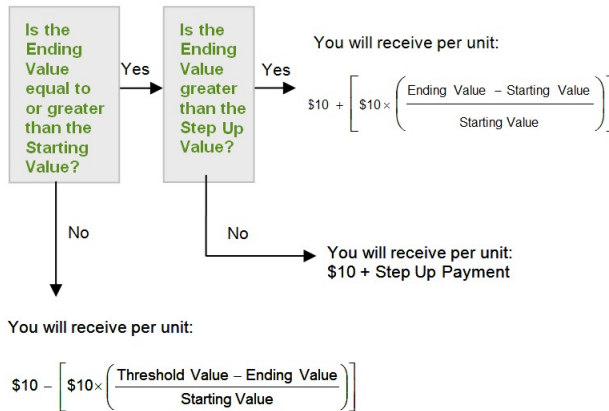 Is the
Ending
Value
equal to
or greater
than the
Starting
Value?
Yes
Is the
Ending
Value
greater
than the
Step Up
Value?
Yes
You will receive per unit:
$10 + [ $10 × ( Ending Value – Starting Value
Starting Value ) ]
No
No
You will receive per unit:
$10 + Step Up Payment
You will receive per unit:
$10 – [ $10× ( Threshold Value – Ending Value
Starting Value ) ]